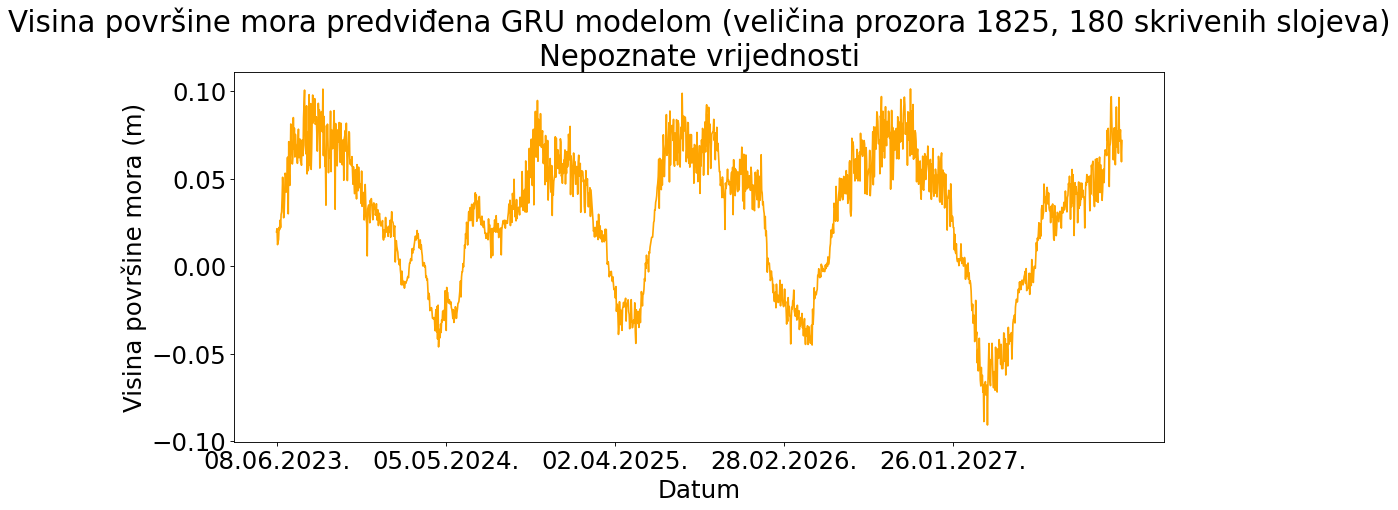 Visina površine mora predviđena GRU modelom (veličina prozora 1825, 180 skrivenih slojeva)
Nepoznate vrijednosti
Visina površine mora (m)
0.10
0.05
0.00
−0.05
−0.10
08.06.2023. 05.05.2024. 02.04.2025. 28.02.2026. 26.01.2027.
Datum